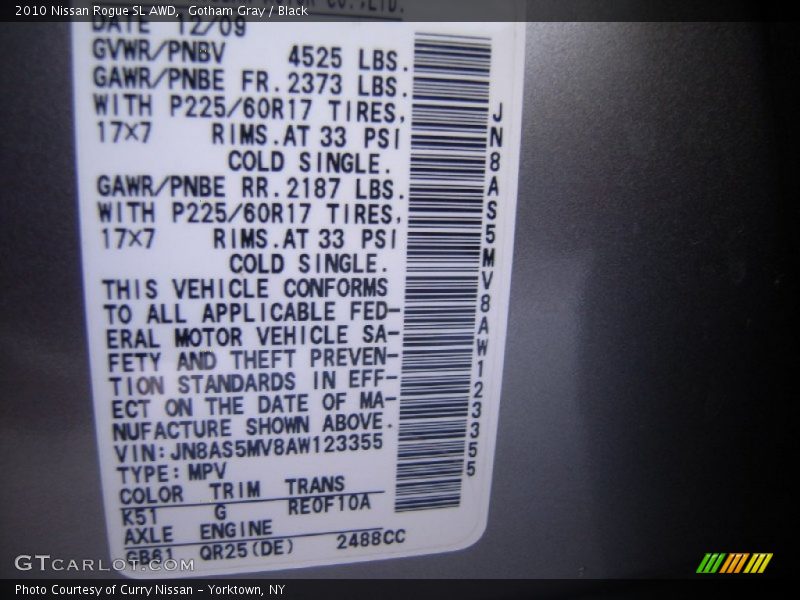 2010 Nissan Rogue SL AWD, Gotham Gray / Black
DATE 12/09
GVWR/PNBV 4525 LBS.
GAWR/PNBE FR. 2373 LBS.
WITH P225/60R17 TIRES,
17×7 RIMS. AT 33 PSI
COLD SINGLE.
GAWR/PNBE RR. 2187 LBS.
WITH P225/60R17 TIRES,
17×7 RIMS. AT 33 PSI
COLD SINGLE.
THIS VEHICLE CONFORMS
TO ALL APPLICABLE FED-
ERAL MOTOR VEHICLE SA-
FETY AND THEFT PREVEN-
TION STANDARDS IN EFF-
ECT ON THE DATE OF MA-
NUFACTURE SHOWN ABOVE.
VIN: JN8AS5MV8AW123355
TYPE: MPV
COLOR TRIM TRANS
K51 G RE0F10A
AXLE ENGINE
GB61 QR25(DE) 2488CC
JN8AS5MV8AW123355
GTCARLOT.COM
Photo Courtesy of Curry Nissan - Yorktown, NY